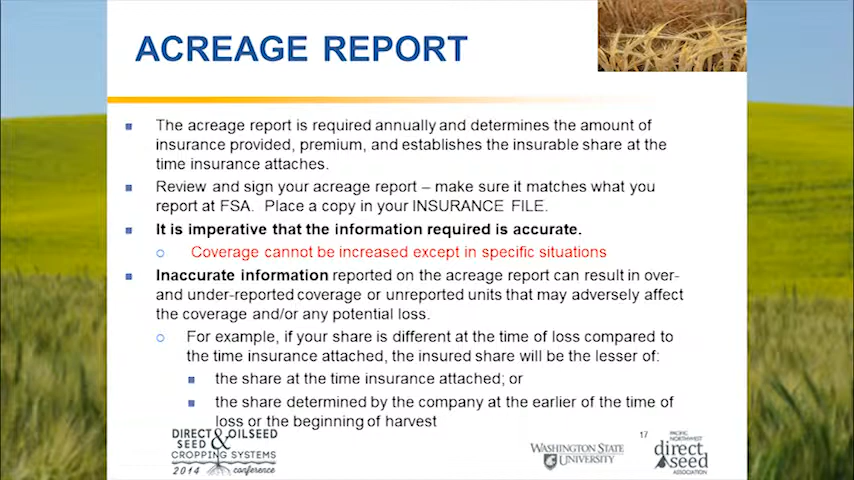 ACREAGE REPORT
The acreage report is required annually and determines the amount of
insurance provided, premium, and establishes the insurable share at the
time insurance attaches.
Review and sign your acreage report – make sure it matches what you
report at FSA. Place a copy in your INSURANCE FILE.
It is imperative that the information required is accurate.
Coverage cannot be increased except in specific situations
Inaccurate information reported on the acreage report can result in over-
and under-reported coverage or unreported units that may adversely affect
the coverage and/or any potential loss.
For example, if your share is different at the time of loss compared to
the time insurance attached, the insured share will be the lesser of:
the share at the time insurance attached; or
the share determined by the company at the earlier of the time of
loss or the beginning of harvest
DIRECT & OILSEED
SEED
CROPPING SYSTEMS
2014 conference
WASHINGTON STATE
UNIVERSITY
17
PACIFIC
NORTHWEST
direct
seed
ASSOCIATION